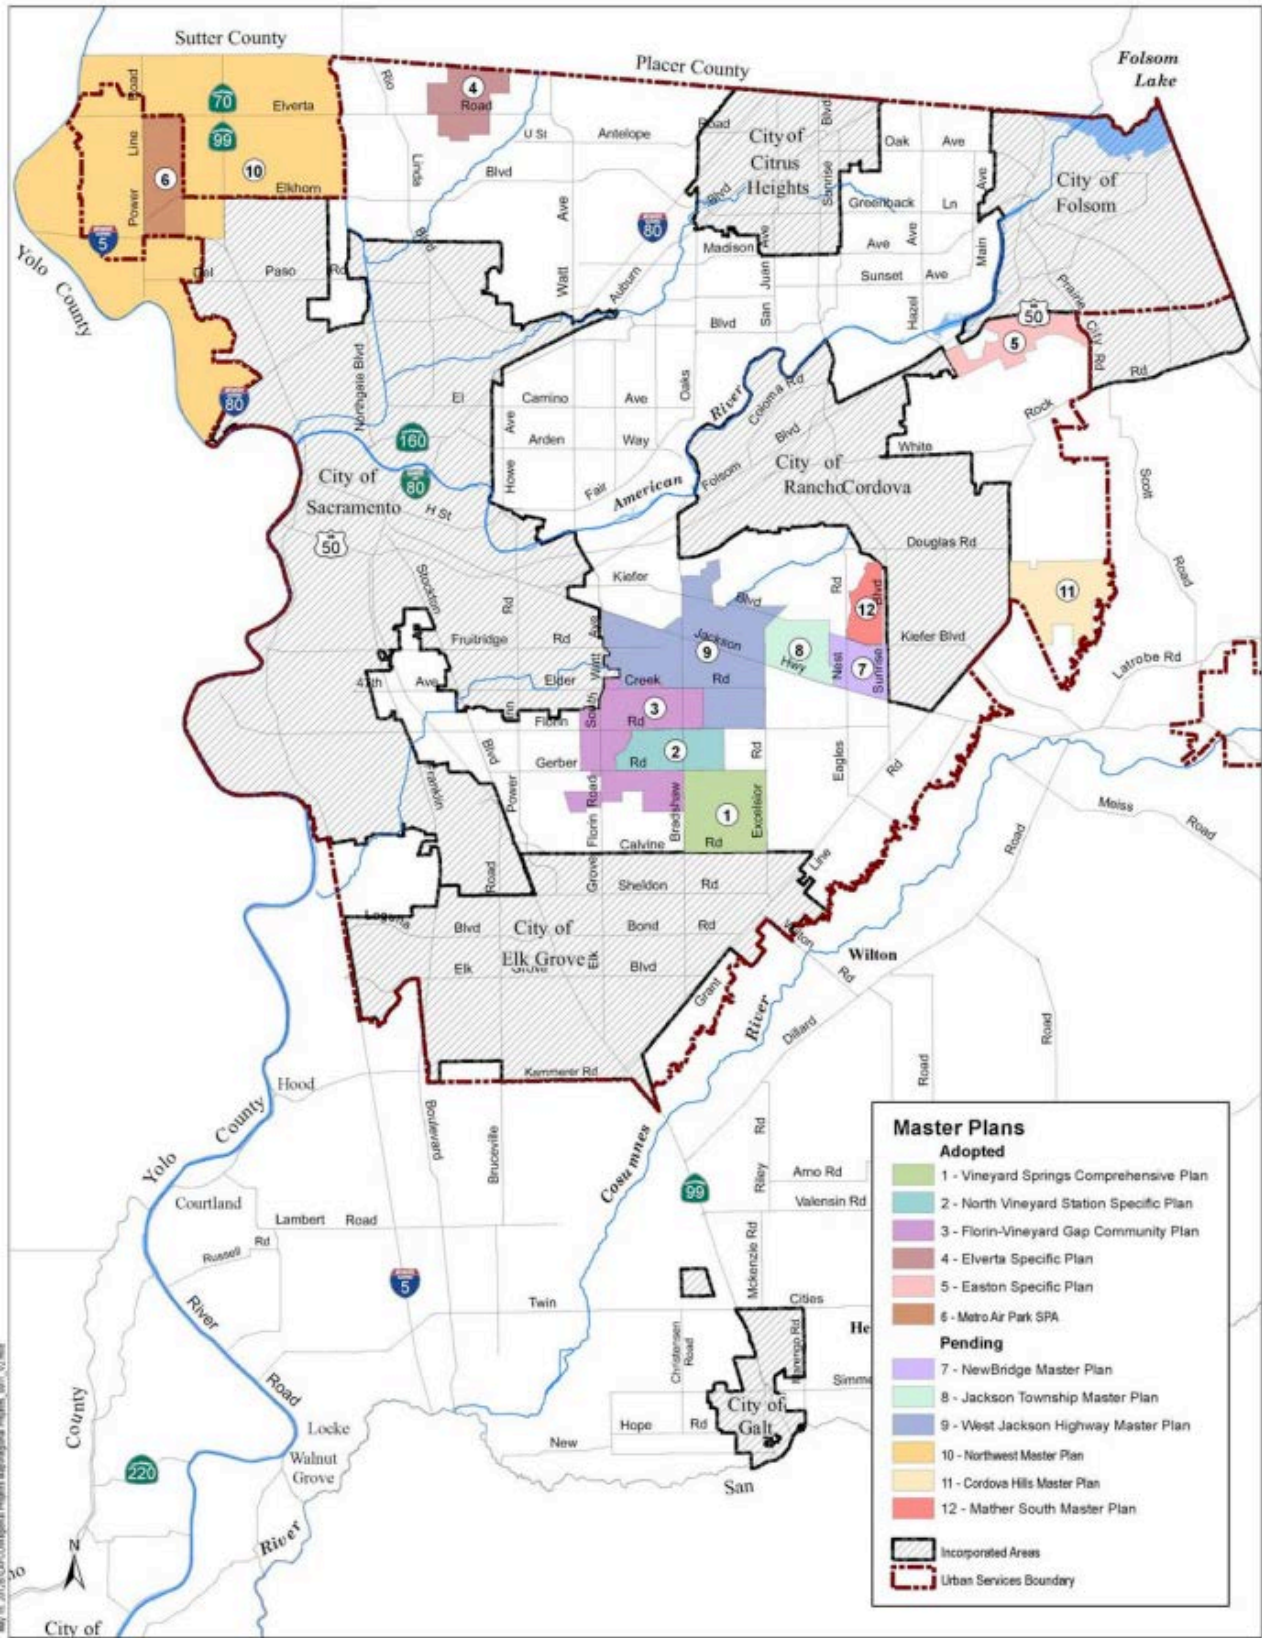 Sutter County
Placer County
Folsom
Lake
Road
70
Elverta
Rio
4
Road
U St
Antelope
Road
City of
Citrus
Heights
Blvd
Oak Ave
99
Line
6
10
Elkhorn
Linda
Blvd
Ave
Blvd
Sunrise
Greenback Ln
Ave
City of
Folsom
Power
5
80
Madison
Ave
Ave
Ave
Main
Yolo
County
Del Paso Rd
Blvd
Watt
Auburn
Juan
Sunset Ave
Prairie
Northgate Blvd
Blvd
San
Hazel
50
5
City
Rd
Rd
80
El Camino Ave
Oaks
River
Coloma Rd
Rock
160
Ave
Arden Way
Blvd
White
80
City of
Sacramento
Howe
Fair
American
Folsom
City of
RanchoCordova
Scott
H St
50
Douglas Rd
Stockton
Kiefer
Blvd
Rd
Blvd
12
11
Road
Rd
Fruitridge Rd
Ave
Jackson
9
8
Hwy
Kiefer Blvd
Latrobe Rd
47th Ave
Elder
Watt
Creek Rd
Nest
7
Sunrise
3
Florin Rd
South
2
Blvd
Gerber Rd
Rd
Eagles
Rd
Franklin
Power
Florin Road
Bradshaw
1
Excelsior
Meiss
Road
Calvine Rd
Line
Road
Road
Grove
Sheldon Rd
Laguna Blvd
City of
Elk Grove
Bond Rd
Wilton
Rd
Wilton
Elk Grove
Elk
Blvd
Grant
River
Dillard
Road
Road
Kammerer Rd
Hood
Yolo County
Boulevard
Bruceville
Cosumnes
Rd
Riley
Arno Rd
99
Valensin Rd
Courtland
Lambert Road
Russell Rd
Mckenzie Rd
5
River
Twin Cities
Christensen
Road
Marengo Rd
He
Simme
Road
City of
Galt
County
Locke
Hope Rd
Walnut
Grove
New
220
San
River
N
City of
Master Plans
Adopted
1 - Vineyard Springs Comprehensive Plan
2 - North Vineyard Station Specific Plan
3 - Florin-Vineyard Gap Community Plan
4 - Elverta Specific Plan
5 - Easton Specific Plan
6 - Metro Air Park SPA
Pending
7 - NewBridge Master Plan
8 - Jackson Township Master Plan
9 - West Jackson Highway Master Plan
10 - Northwest Master Plan
11 - Cordova Hills Master Plan
12 - Mather South Master Plan
Incorporated Areas
Urban Services Boundary